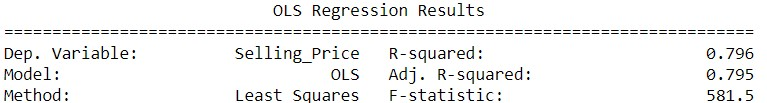 OLS Regression Results
==============================================================================
Dep. Variable: Selling_Price R-squared: 0.796
Model: OLS Adj. R-squared: 0.795
Method: Least Squares F-statistic: 581.5